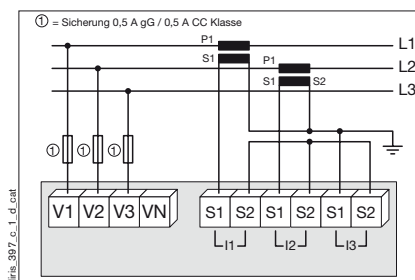 ① = Sicherung 0,5 A gG / 0,5 A CC Klasse
P1 L1
S1 P1 L2
S1 S2
L3
① ① ①
V1 V2 V3 VN S1 S2 S1 S2 S1 S2
I1 I2 I3
iris_397_c_1_d_cat